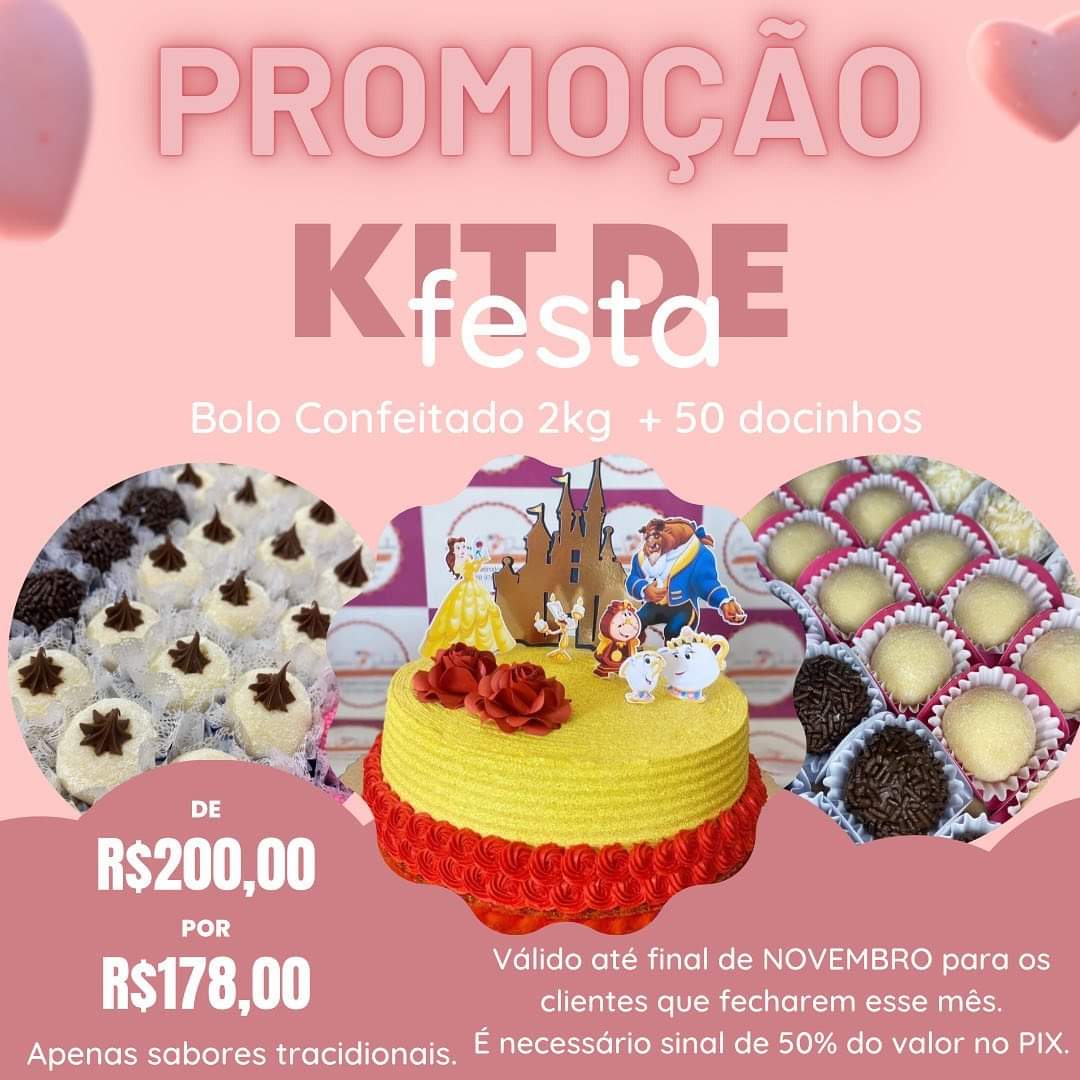 PROMOÇÃO
KIT DE
festa
Bolo Confeitado 2kg + 50 docinhos
DE
R$200,00
POR
R$178,00
Apenas sabores tracidionais.
Válido até final de NOVEMBRO para os
clientes que fecharem esse mês.
É necessário sinal de 50% do valor no PIX.